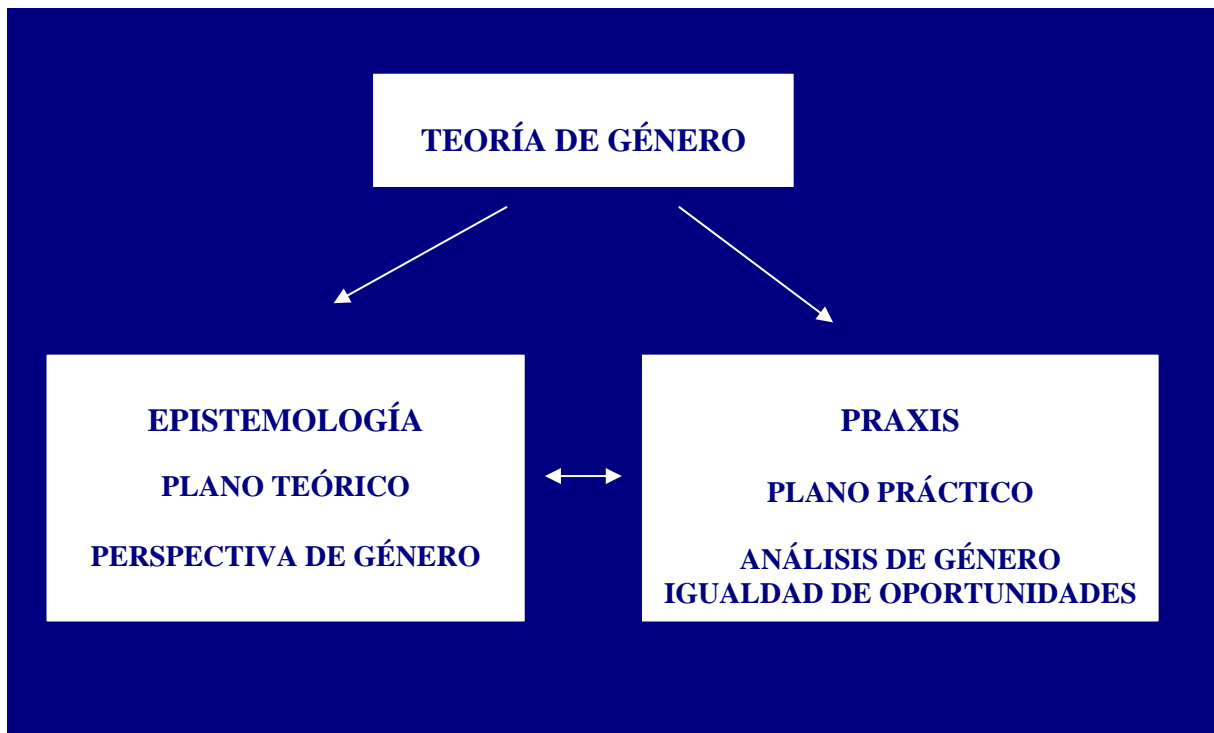 TEORÍA DE GÉNERO
EPISTEMOLOGÍA
PLANO TEÓRICO
PERSPECTIVA DE GÉNERO
PRAXIS
PLANO PRÁCTICO
ANÁLISIS DE GÉNERO
IGUALDAD DE OPORTUNIDADES